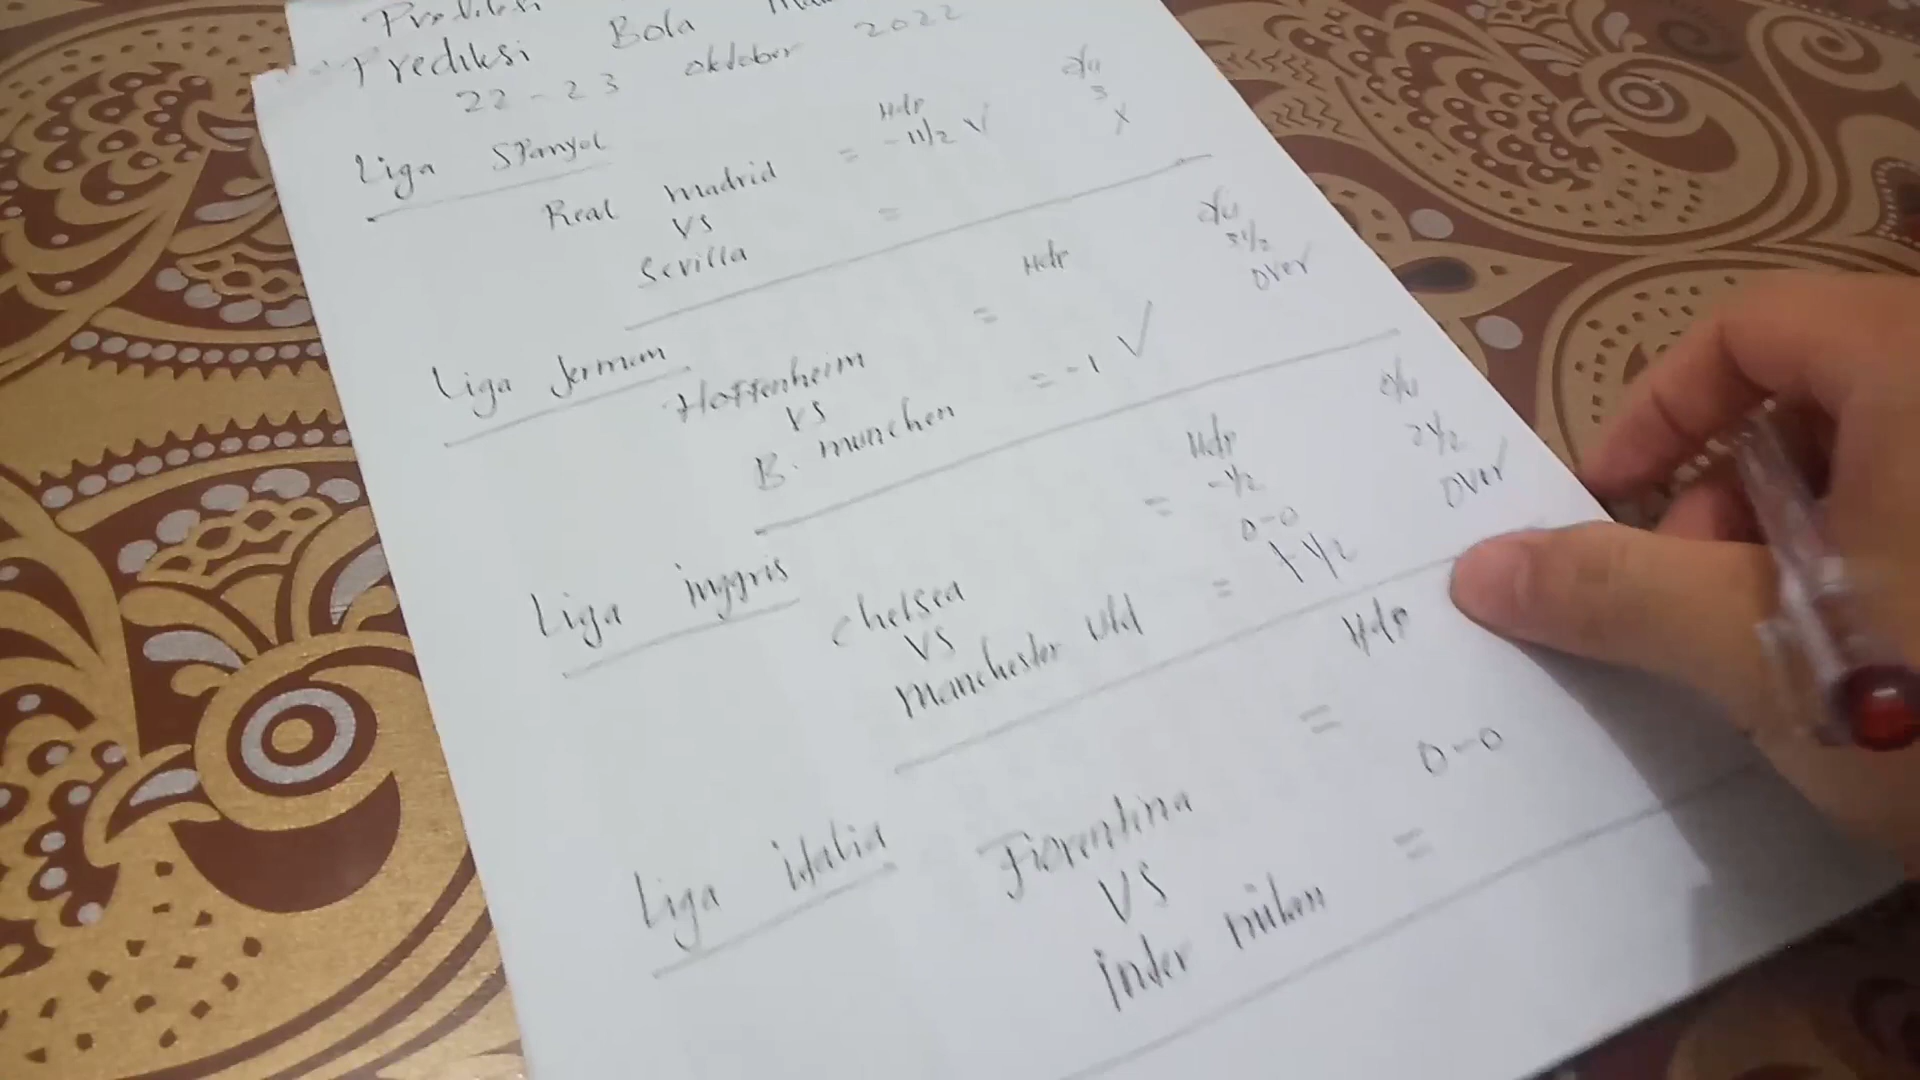 Prediksi
Prediksi Bola
22-23 oktober 2022
Liga SPanyol
Hdp o/u
Real madrid = -1 1/2 √ 3
X
VS
Sevilla =
Liga Jerman
Hdp o/u
Hoffenheim = 3 1/2
VS over
B. munchen = -1 √
Liga inggris
Hdp o/u
Chelsea = -1/2 2 1/2
VS 0-0 over
Manchester Utd = 1/2
Liga italia
Hdp
Fiorentina =
VS 0-0
inter milan =